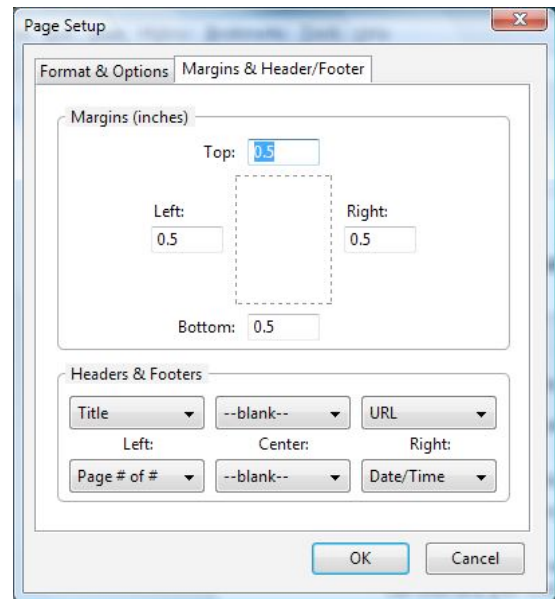 Page Setup
Format & Options Margins & Header/Footer
Margins (inches)
Top: 0.5
Left: Right:
0.5 0.5
Bottom: 0.5
Headers & Footers
Title --blank-- URL
Left: Center: Right:
Page # of # --blank-- Date/Time
OK Cancel